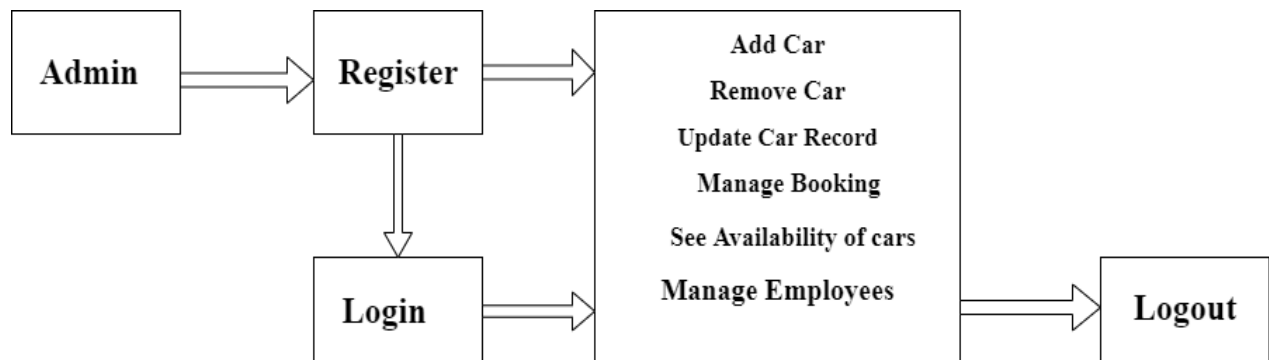 Admin
Register
Add Car
Remove Car
Update Car Record
Manage Booking
See Availability of cars
Manage Employees
Login
Logout